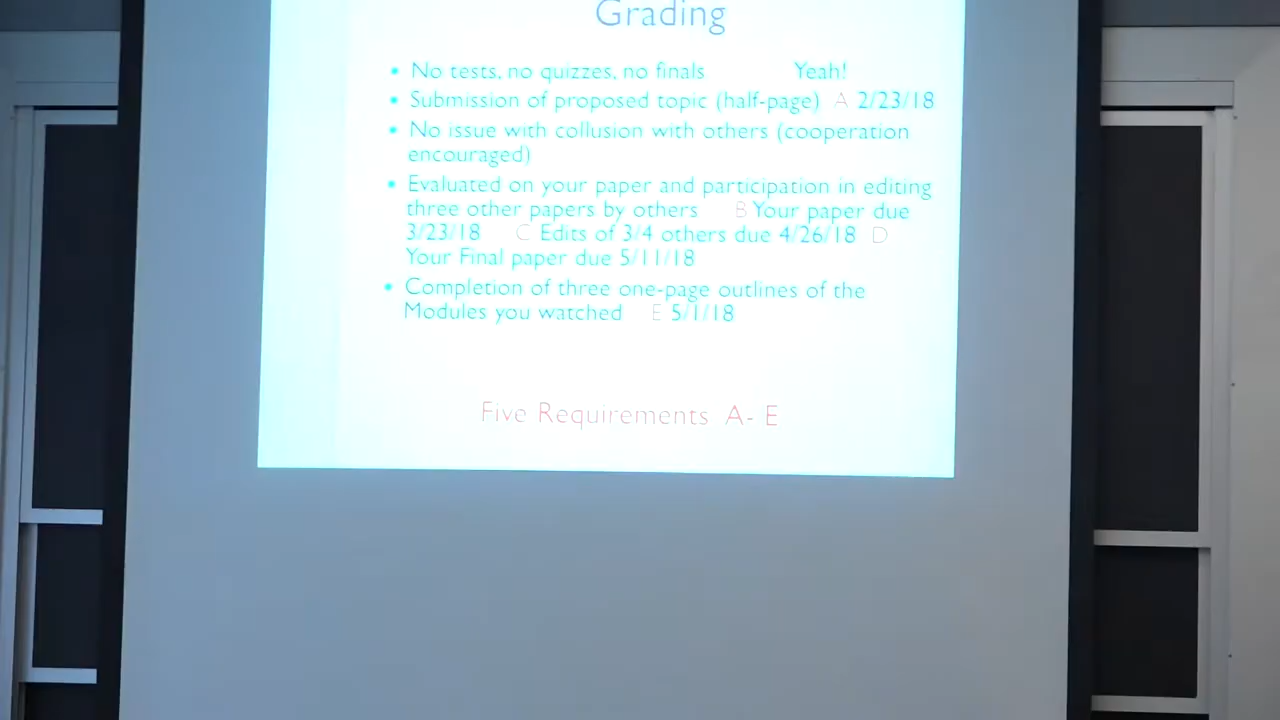 Grading
• No tests, no quizzes, no finals Yeah!
• Submission of proposed topic (half-page) A 2/23/18
• No issue with collusion with others (cooperation
encouraged)
• Evaluated on your paper and participation in editing
three other papers by others B Your paper due
3/23/18 C Edits of 3/4 others due 4/26/18 D
Your Final paper due 5/11/18
• Completion of three one-page outlines of the
Modules you watched E 5/1/18
Five Requirements A- E